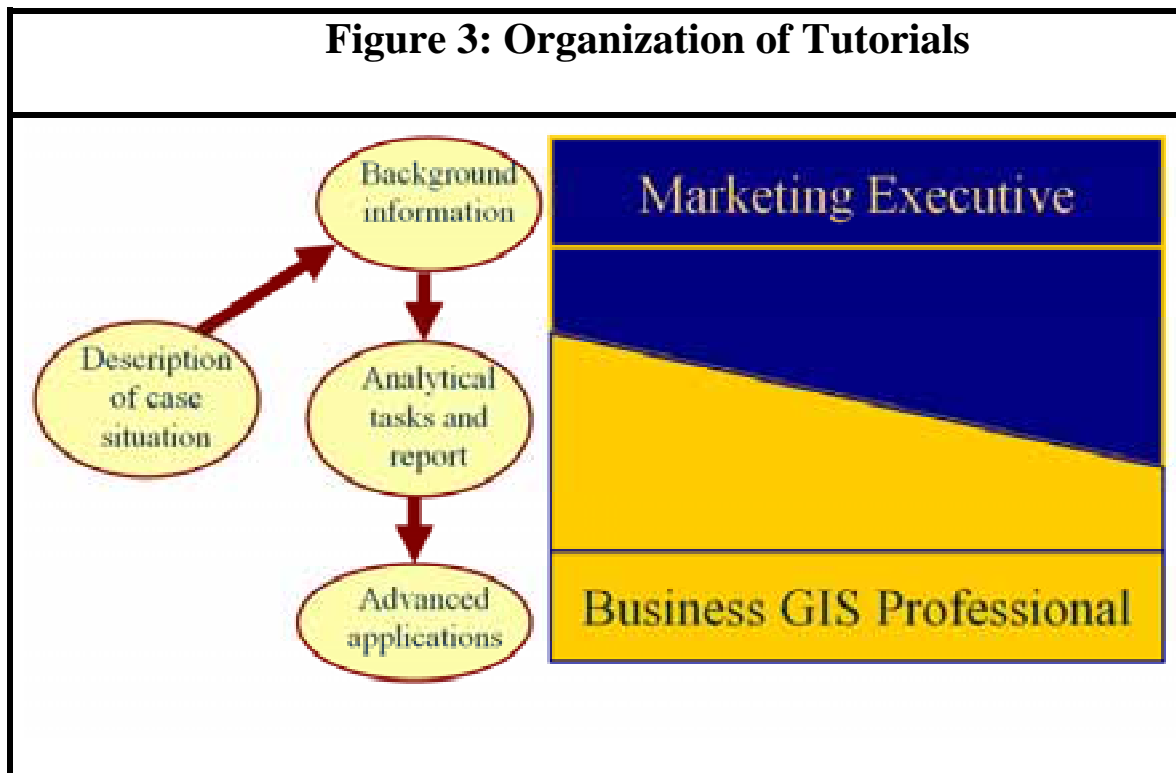 Figure 3: Organization of Tutorials
Background
information
Marketing Executive
Description
of case
situation
Analytical
tasks and
report
Advanced
applications
Business GIS Professional